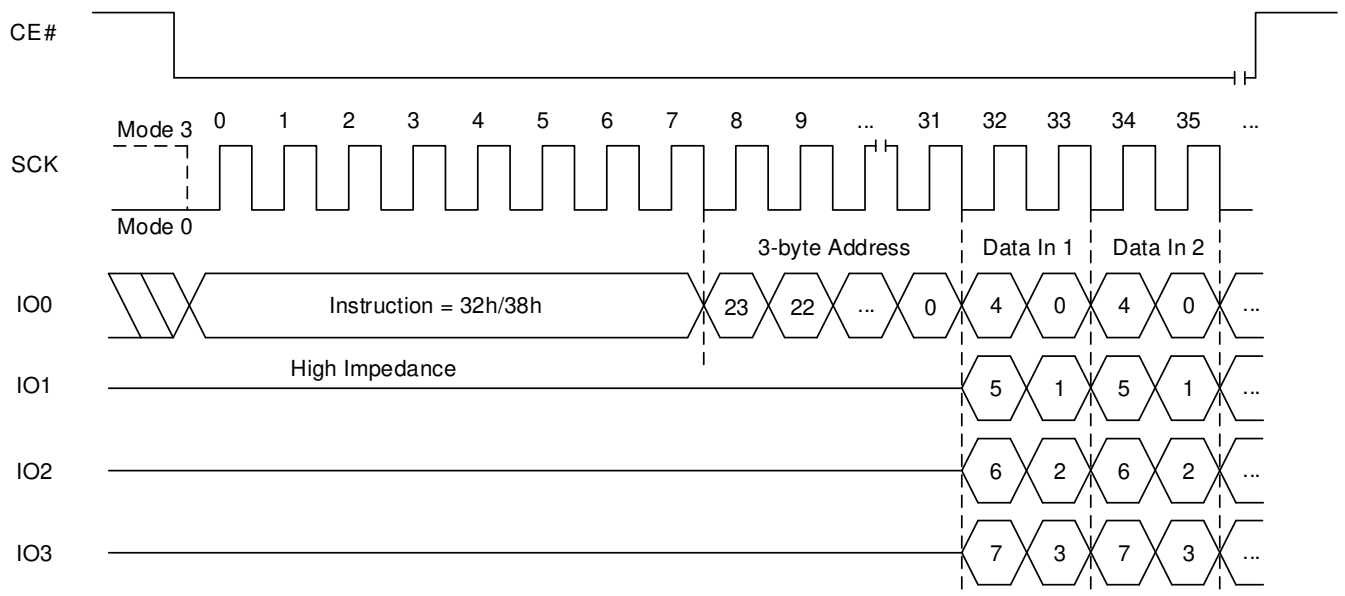 CE#
Mode 3 0 1 2 3 4 5 6 7 8 9 ... 31 32 33 34 35 ...
SCK
Mode 0
3-byte Address Data In 1 Data In 2
IO0 Instruction = 32h/38h 23 22 ... 0 4 0 4 0 ...
High Impedance
IO1 5 1 5 1 ...
IO2 6 2 6 2 ...
IO3 7 3 7 3 ...